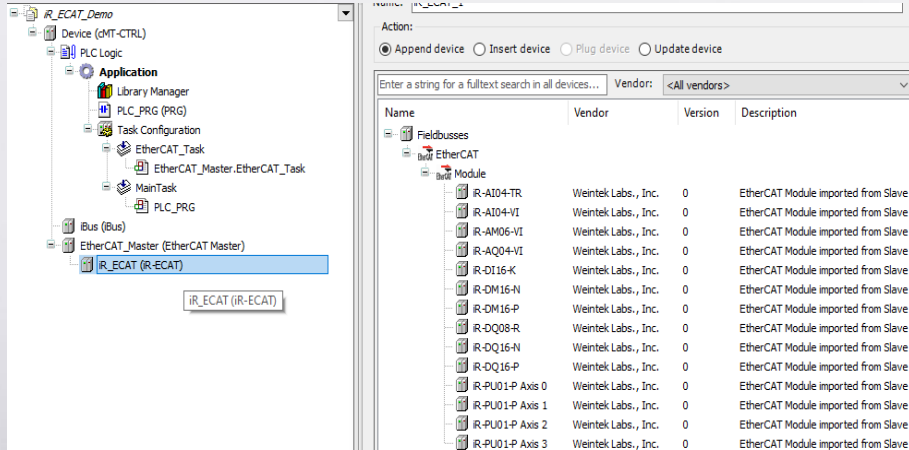 iR_ECAT_Demo
Device (cMT-CTRL)
PLC Logic
Application
Library Manager
PLC_PRG (PRG)
Task Configuration
EtherCAT_Task
EtherCAT_Master.EtherCAT_Task
MainTask
PLC_PRG
iBus (iBus)
EtherCAT_Master (EtherCAT Master)
iR_ECAT (iR-ECAT)
iR_ECAT (iR-ECAT)
Name: iR_ECAT_1
Action:
Append device Insert device Plug device Update device
Enter a string for a fulltext search in all devices... Vendor: <All vendors>
Name Vendor Version Description
Fieldbusses
EtherCAT
Module
iR-AI04-TR Weintek Labs., Inc. 0 EtherCAT Module imported from Slave
iR-AI04-VI Weintek Labs., Inc. 0 EtherCAT Module imported from Slave
iR-AM06-VI Weintek Labs., Inc. 0 EtherCAT Module imported from Slave
iR-AQ04-VI Weintek Labs., Inc. 0 EtherCAT Module imported from Slave
iR-DI16-K Weintek Labs., Inc. 0 EtherCAT Module imported from Slave
iR-DM16-N Weintek Labs., Inc. 0 EtherCAT Module imported from Slave
iR-DM16-P Weintek Labs., Inc. 0 EtherCAT Module imported from Slave
iR-DQ08-R Weintek Labs., Inc. 0 EtherCAT Module imported from Slave
iR-DQ16-N Weintek Labs., Inc. 0 EtherCAT Module imported from Slave
iR-DQ16-P Weintek Labs., Inc. 0 EtherCAT Module imported from Slave
iR-PU01-P Axis 0 Weintek Labs., Inc. 0 EtherCAT Module imported from Slave
iR-PU01-P Axis 1 Weintek Labs., Inc. 0 EtherCAT Module imported from Slave
iR-PU01-P Axis 2 Weintek Labs., Inc. 0 EtherCAT Module imported from Slave
iR-PU01-P Axis 3 Weintek Labs., Inc. 0 EtherCAT Module imported from Slave